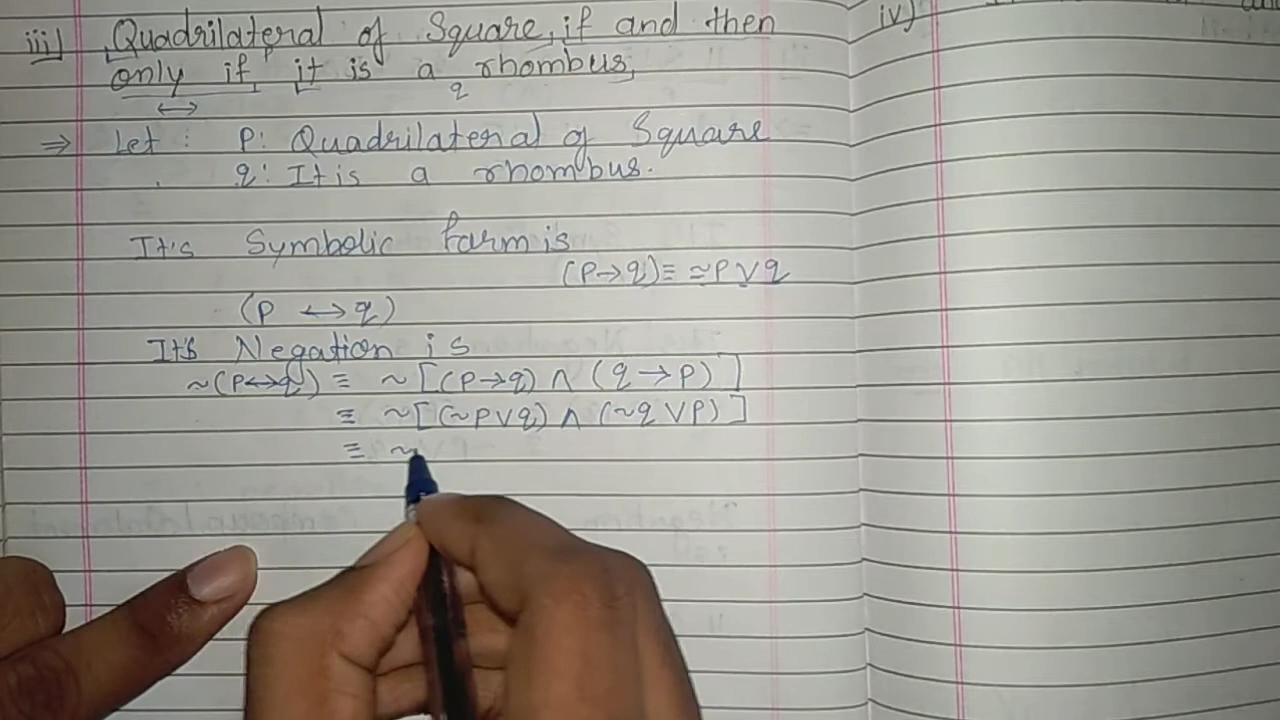 iii) Quadrilateral of Square, if and then
only if, it is a rhombus,
p
↔ q
⇒ Let : P: Quadrilateral of Square
q: It is a rhombus.
It's Symbolic form is
(P→q) ≡ ~P∨q
(P ↔ q)
It's Negation is
~(P↔q) ≡ ~[(P→q) ∧ (q→P)]
≡ ~[(~P∨q) ∧ (~q∨P)]
≡ ~
iv)